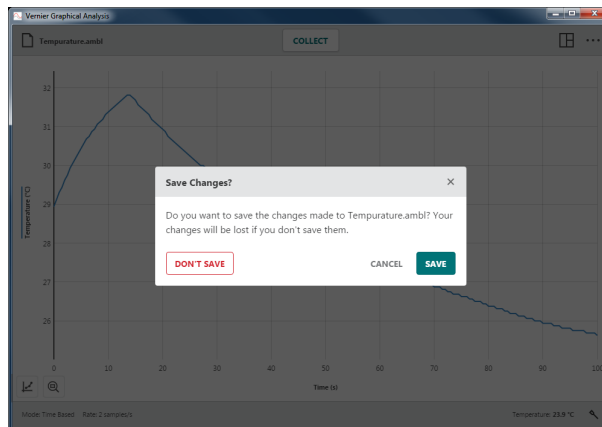 Vernier Graphical Analysis
Tempurature.ambl
COLLECT
32
31
30
29
28
27
26
Temperature (°C)
Save Changes?
Do you want to save the changes made to Tempurature.ambl? Your
changes will be lost if you don't save them.
DON'T SAVE
CANCEL
SAVE
0 10 20 30 40 50 60 70 80 90 100
Time (s)
Mode: Time Based Rate: 2 samples/s
Temperature: 23.9 °C